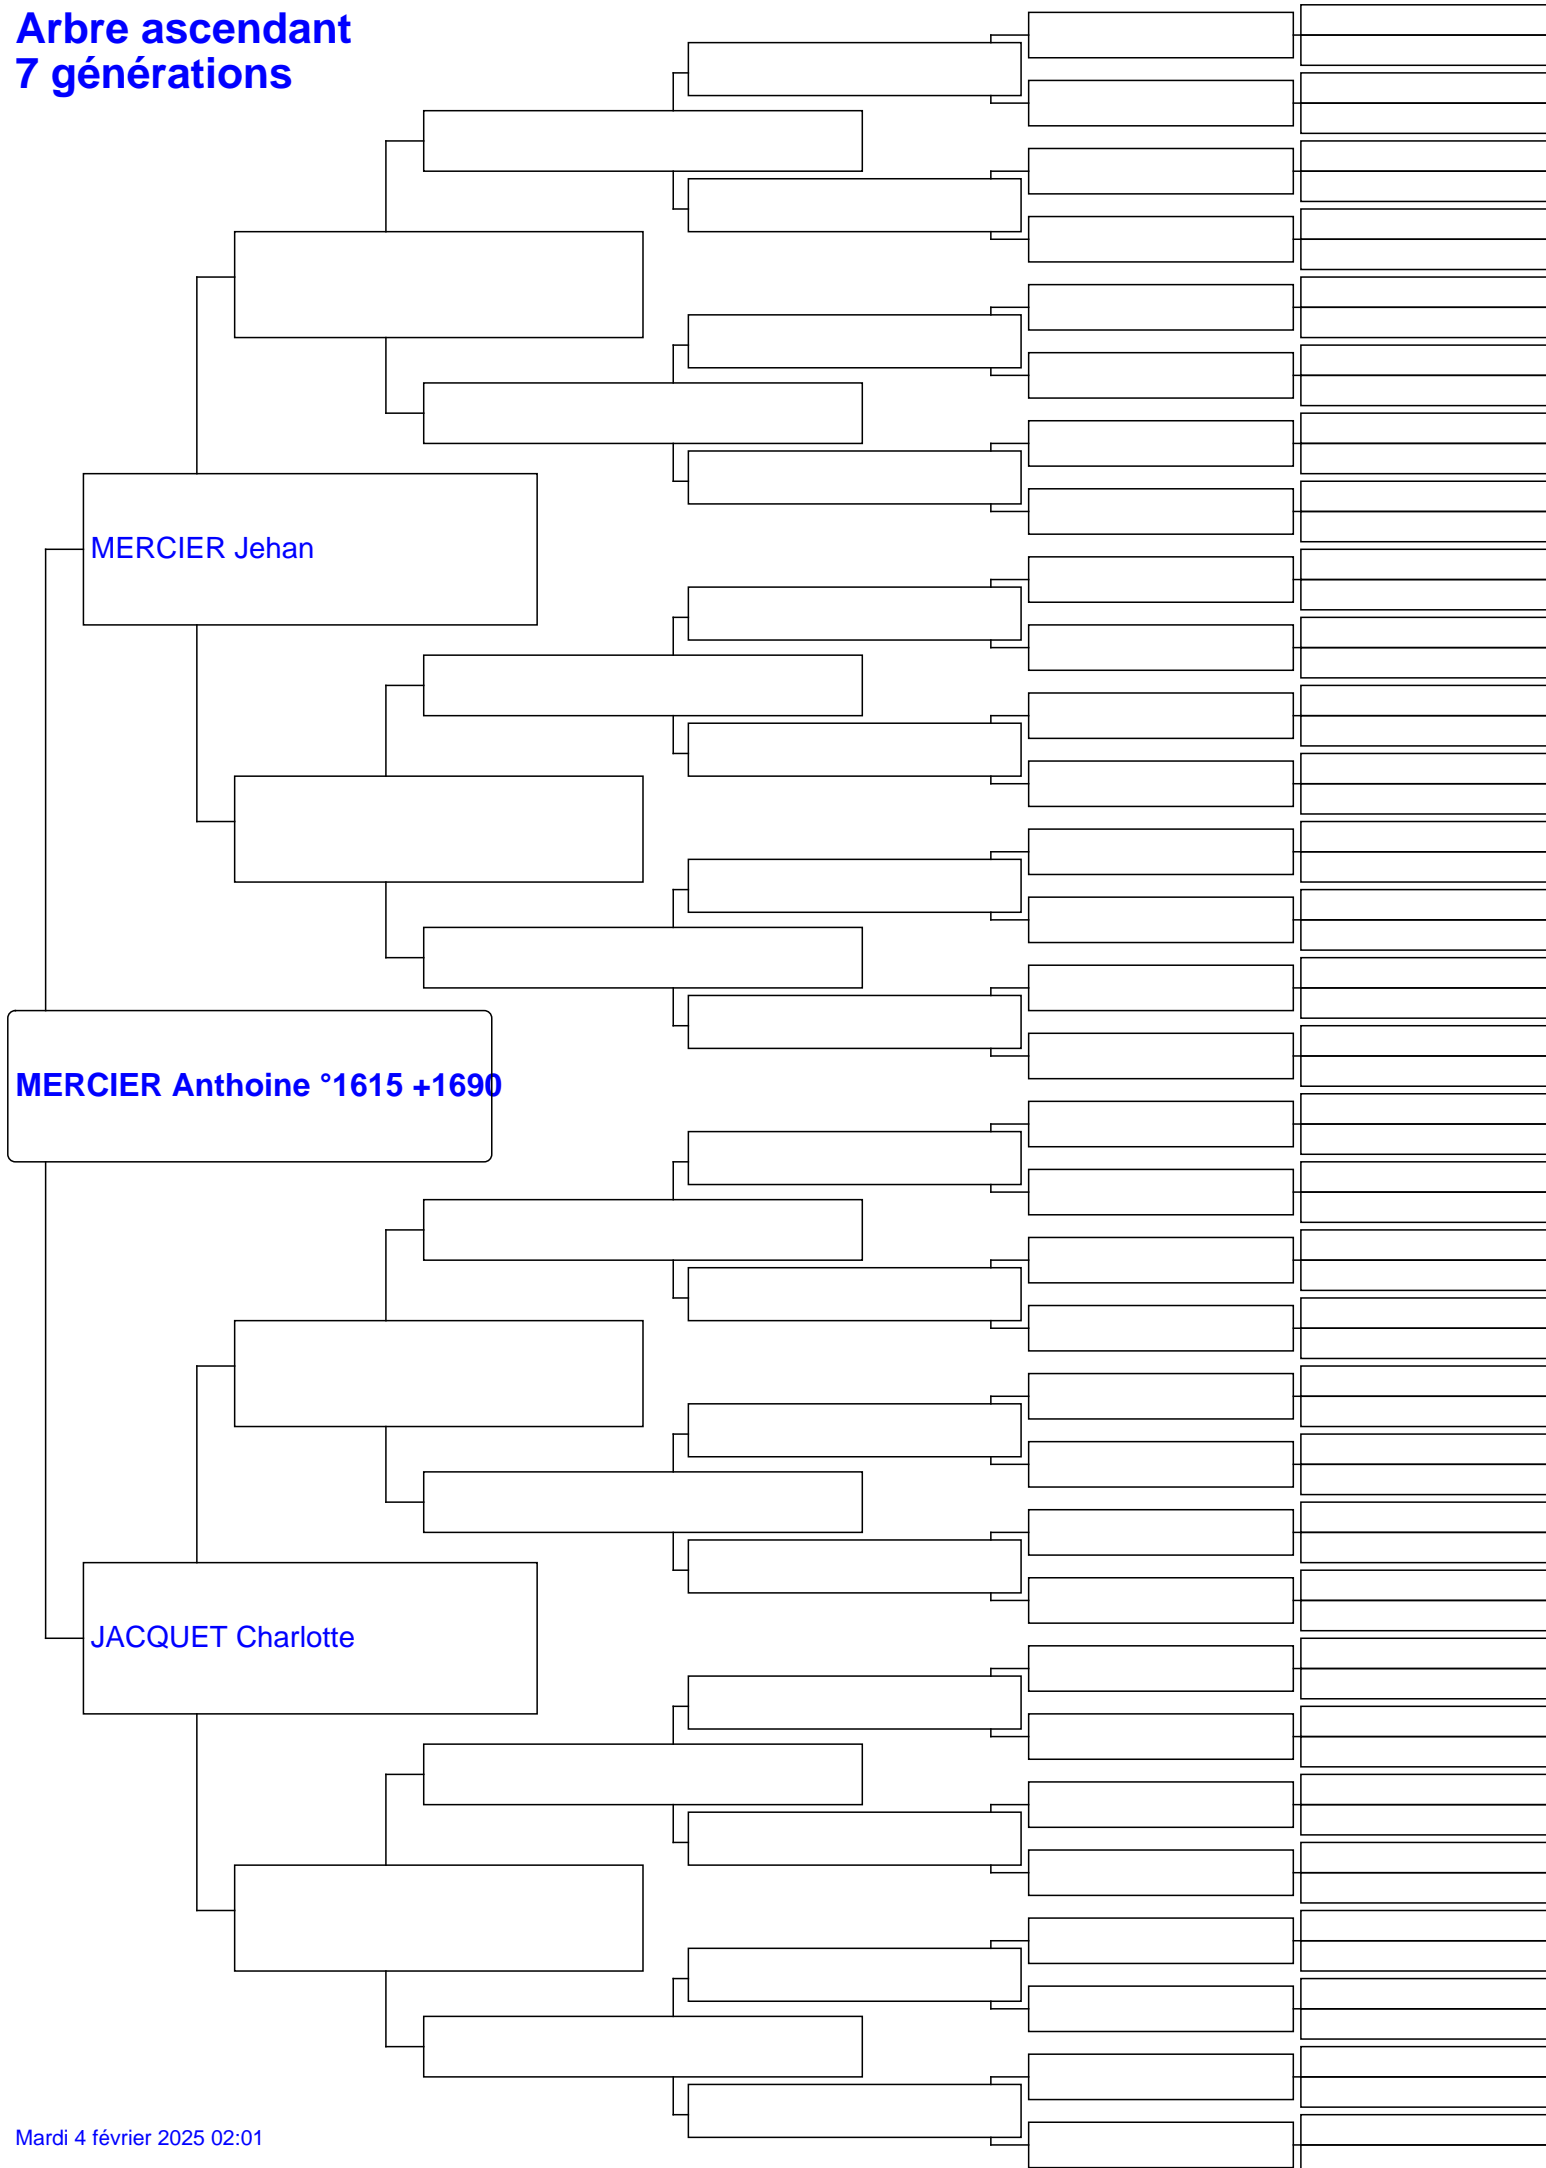 Arbre ascendant
7 générations
MERCIER Jehan
MERCIER Anthoine °1615 +1690
JACQUET Charlotte
Mardi 4 février 2025 02:01